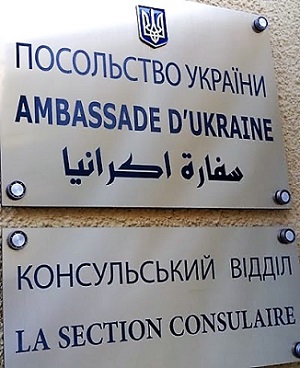 ПОСОЛЬСТВО УКРАЇНИ
AMBASSADE D'UKRAINE
سفارة اكرانيا
КОНСУЛЬСЬКИЙ ВІДДІЛ
LA SECTION CONSULAIRE